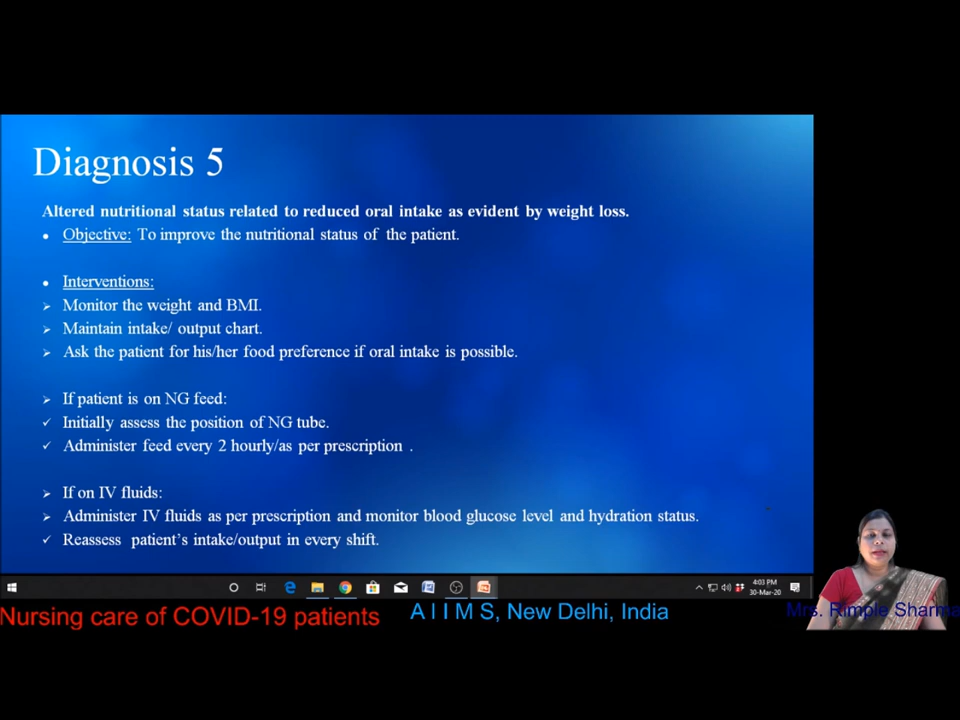 Diagnosis 5
Altered nutritional status related to reduced oral intake as evident by weight loss.
• Objective: To improve the nutritional status of the patient.
• Interventions:
➢ Monitor the weight and BMI.
➢ Maintain intake/ output chart.
➢ Ask the patient for his/her food preference if oral intake is possible.
➢ If patient is on NG feed:
✓ Initially assess the position of NG tube.
✓ Administer feed every 2 hourly/as per prescription .
➢ If on IV fluids:
➢ Administer IV fluids as per prescription and monitor blood glucose level and hydration status.
✓ Reassess patient's intake/output in every shift.
4:03 PM
30-Mar-20
Nursing care of COVID-19 patients
A I I M S, New Delhi, India
Mrs. Rimple Sharma